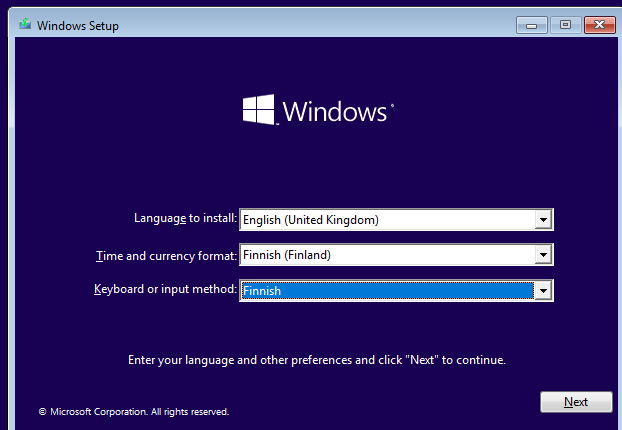 Windows Setup
Windows
Language to install: English (United Kingdom)
Time and currency format: Finnish (Finland)
Keyboard or input method: Finnish
Enter your language and other preferences and click "Next" to continue.
Next
© Microsoft Corporation. All rights reserved.